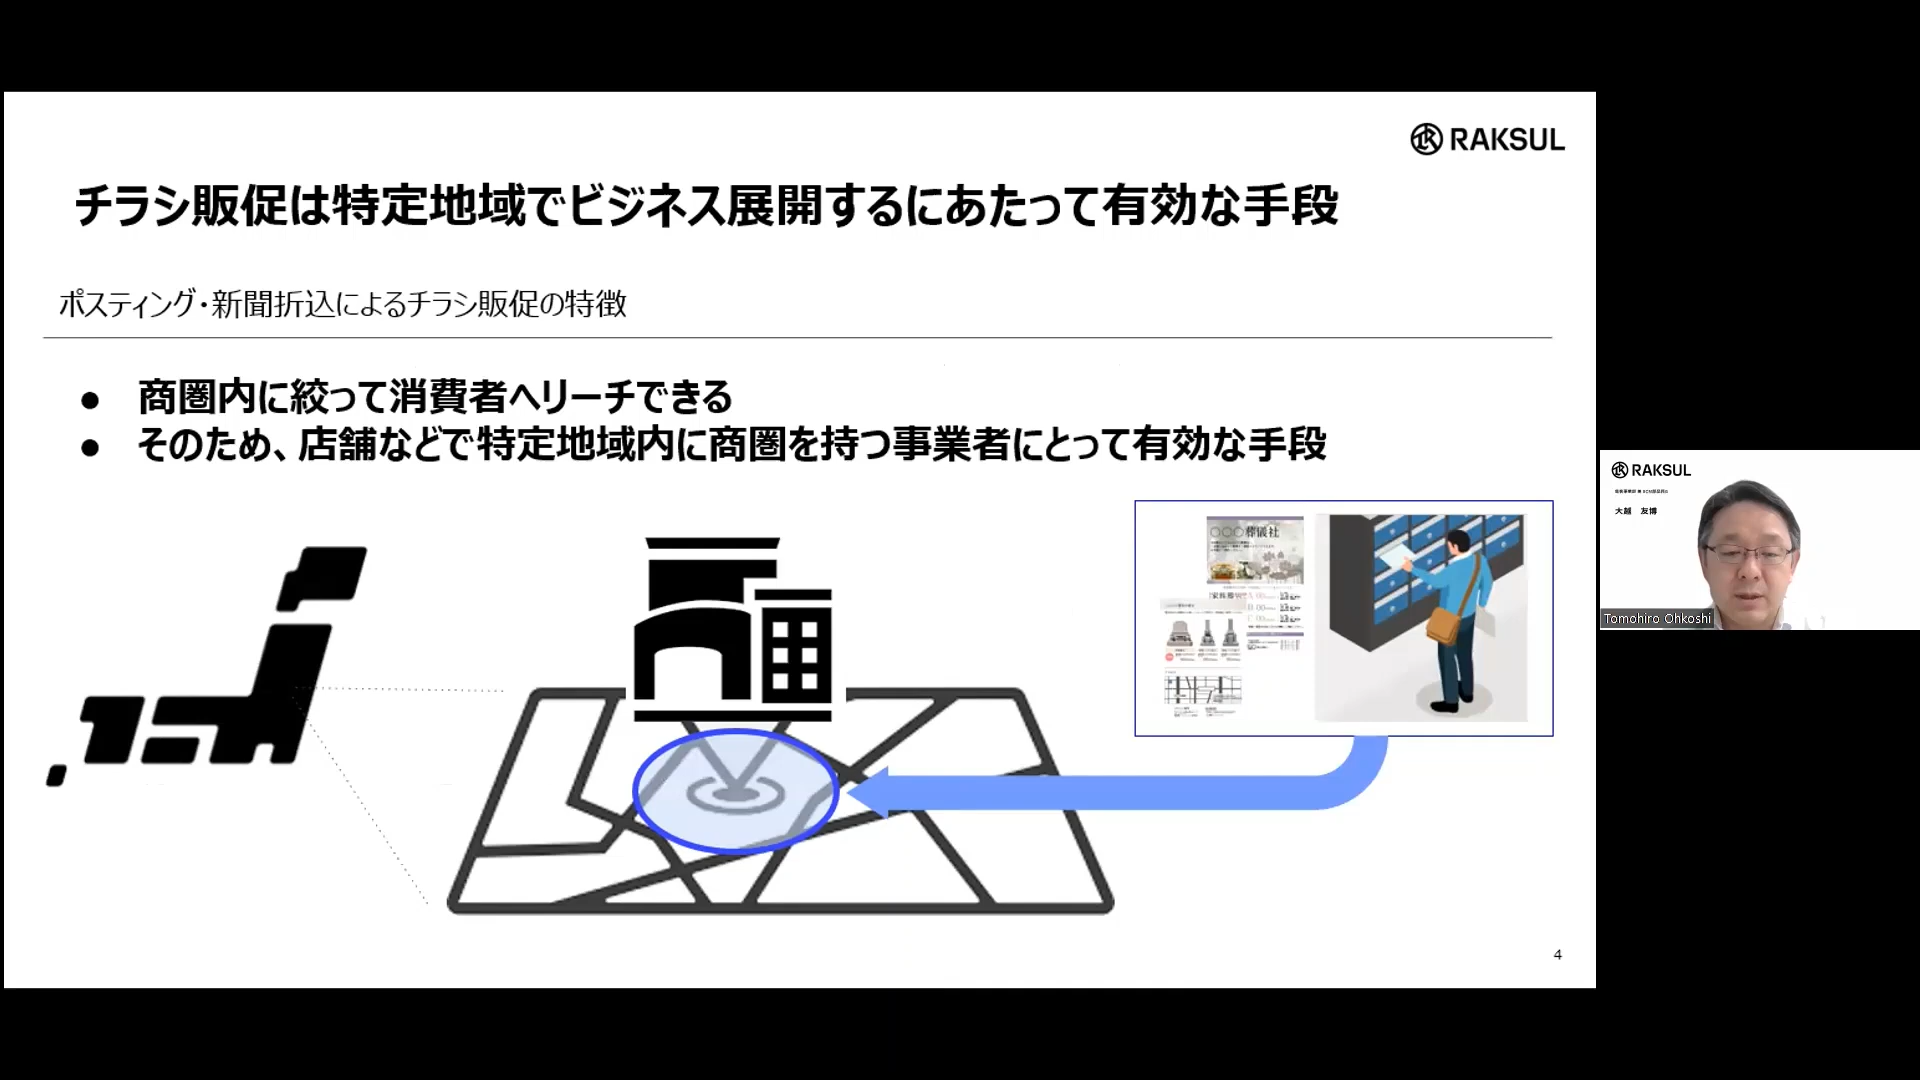 RAKSUL
チラシ販促は特定地域でビジネス展開するにあたって有効な手段
ポスティング・新聞折込によるチラシ販促の特徴
● 商圏内に絞って消費者へリーチできる
● そのため、店舗などで特定地域内に商圏を持つ事業者にとって有効な手段
〇〇〇葬儀社
4
RAKSUL
大越 友博
Tomohiro Ohkoshi